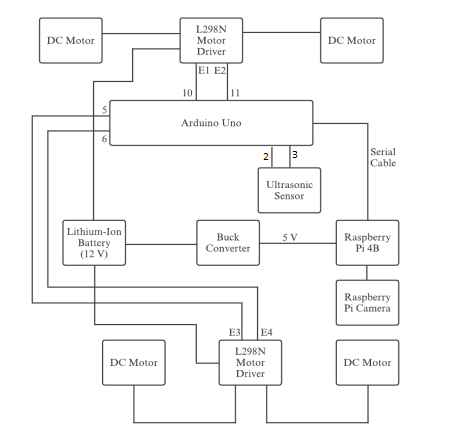 DC Motor
L298N
Motor
Driver
DC Motor
E1 E2
10
11
5
6
Arduino Uno
2
3
Serial
Cable
Ultrasonic
Sensor
Lithium-Ion
Battery
(12 V)
Buck
Converter
5 V
Raspberry
Pi 4B
Raspberry
Pi Camera
E3
E4
DC Motor
L298N
Motor
Driver
DC Motor